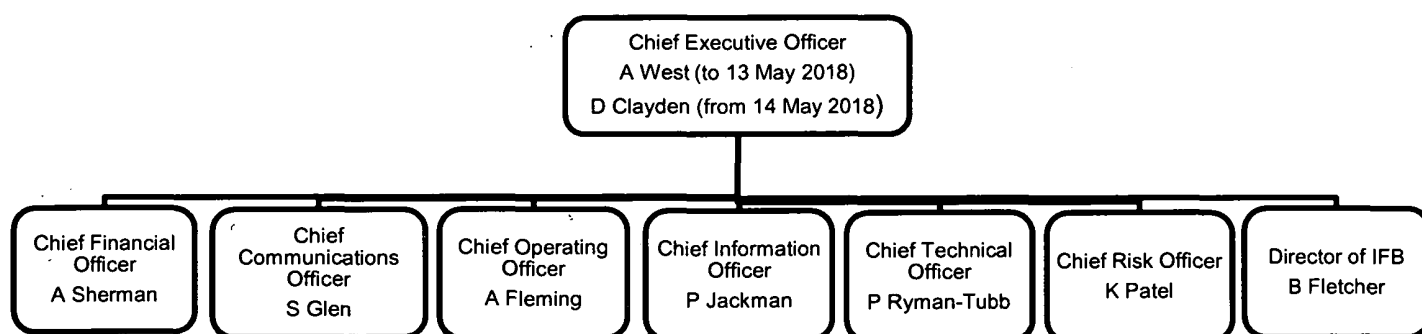 Chief Executive Officer
A West (to 13 May 2018)
D Clayden (from 14 May 2018)
Chief Financial
Officer
A Sherman
Chief
Communications
Officer
S Glen
Chief Operating
Officer
A Fleming
Chief Information
Officer
P Jackman
Chief Technical
Officer
P Ryman-Tubb
Chief Risk Officer
K Patel
Director of IFB
B Fletcher